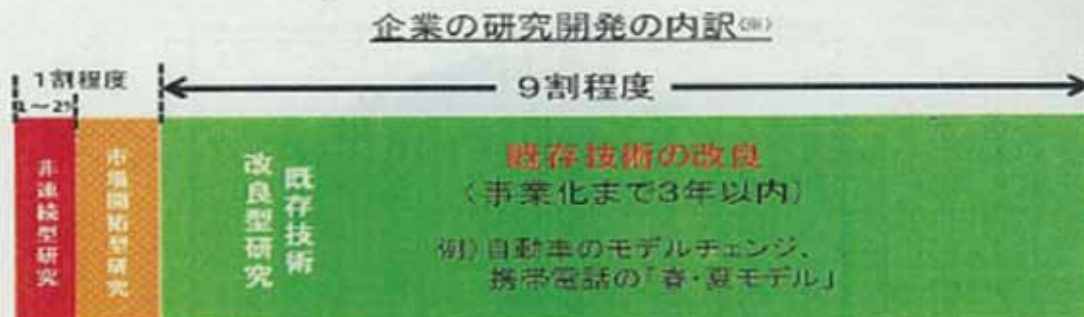 企業の研究開発の内訳(※)
1割程度
1～2%
9割程度
非連続型研究
市場開拓型研究
既存技術
改良型研究
既存技術の改良
(事業化まで3年以内)
例)自動車のモデルチェンジ、
携帯電話の「春・夏モデル」